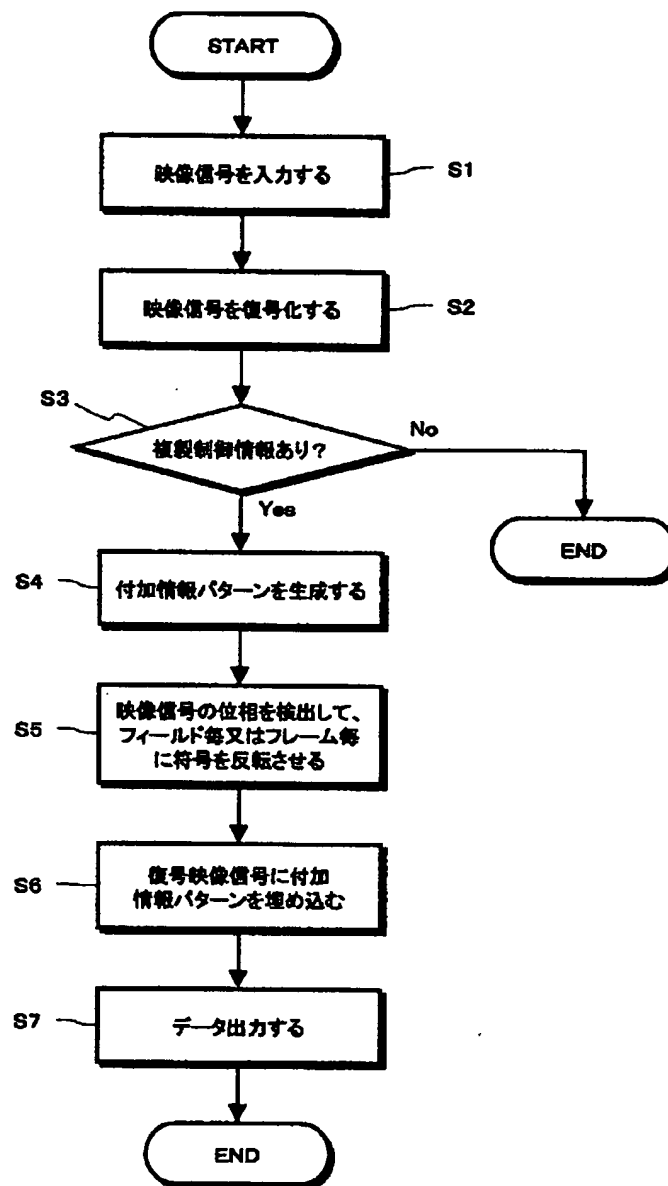 START
映像信号を入力する
S1
映像信号を復号化する
S2
S3
複製制御情報あり?
No
Yes
END
S4
付加情報パターンを生成する
S5
映像信号の位相を検出して、
フィールド毎又はフレーム毎
に符号を反転させる
S6
復号映像信号に付加
情報パターンを埋め込む
S7
データ出力する
END